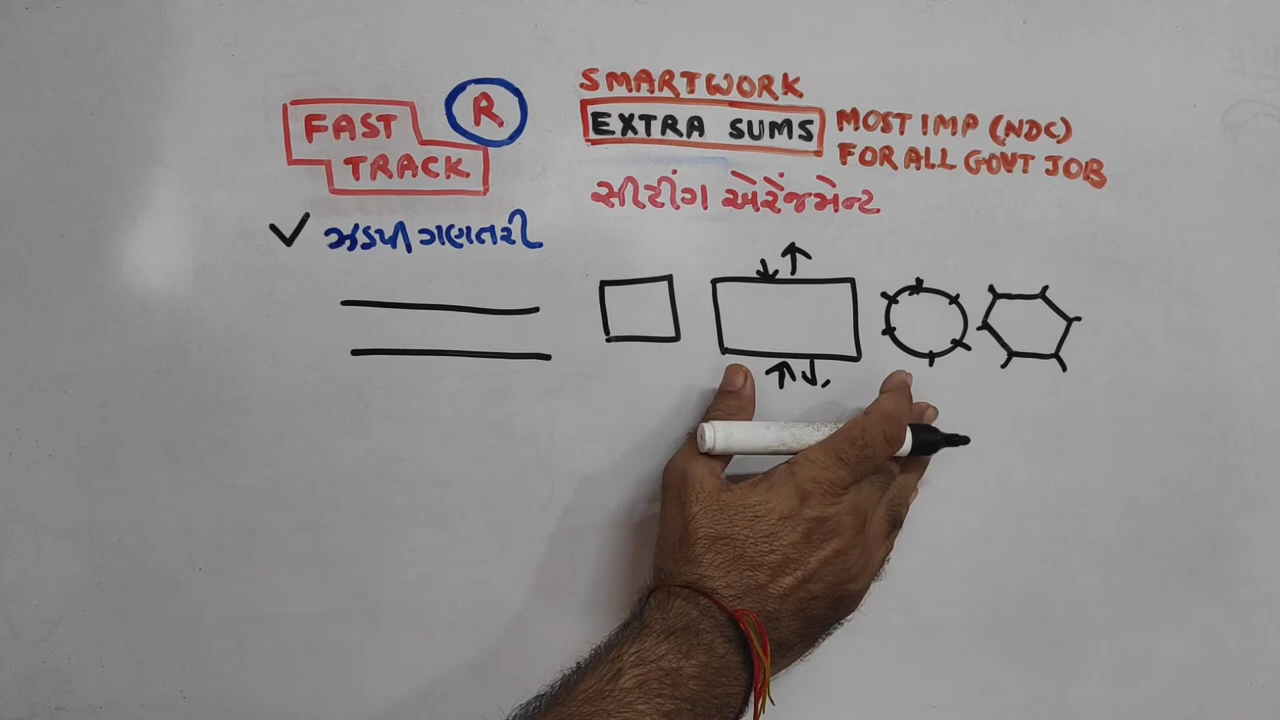 FAST
TRACK
R
SMARTWORK
EXTRA SUMS
MOST IMP (NDC)
FOR ALL GOVT JOB
સીટીંગ એરેંજમેન્ટ
ઝડપી ગણતરી